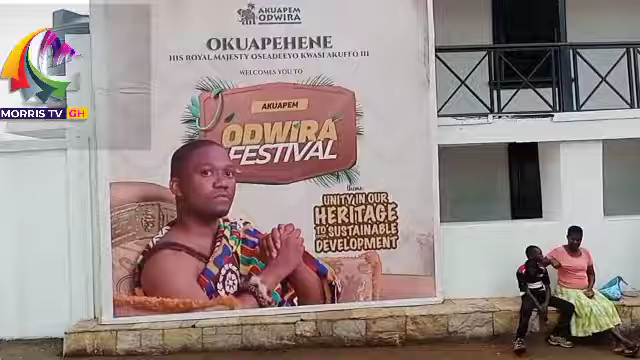 AKUAPEM
ODWIRA
OKUAPEHENE
HIS ROYAL MAJESTY OSEADEEYO KWASI AKUFFO III
WELCOMES YOU TO
AKUAPEM
ODWIRA
FESTIVAL
theme:
UNITY IN OUR
HERITAGE
TO SUSTAINABLE
DEVELOPMENT
MORRIS TV GH